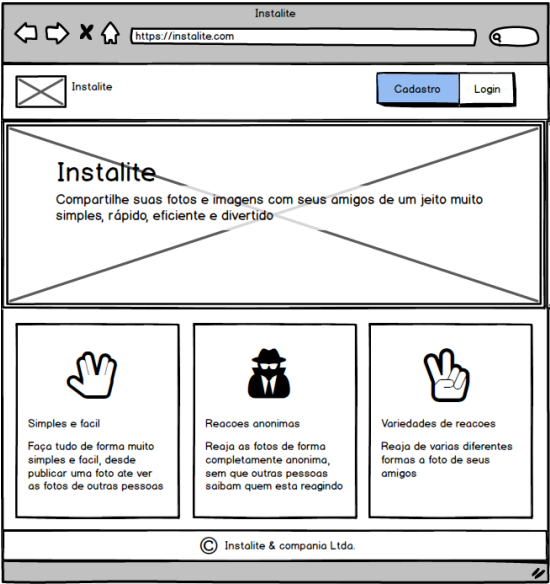 Instalite
https://instalite.com
Instalite
Cadastro
Login
Instalite
Compartilhe suas fotos e imagens com seus amigos de um jeito muito
simples, rápido, eficiente e divertido
Simples e facil
Faça tudo de forma muito
simples e facil, desde
publicar uma foto ate ver
as fotos de outras pessoas
Reacoes anonimas
Reaja as fotos de forma
completamente anonima,
sem que outras pessoas
saibam quem esta reagindo
Variedades de reacoes
Reaja de varias diferentes
formas a foto de seus
amigos
© Instalite & compania Ltda.